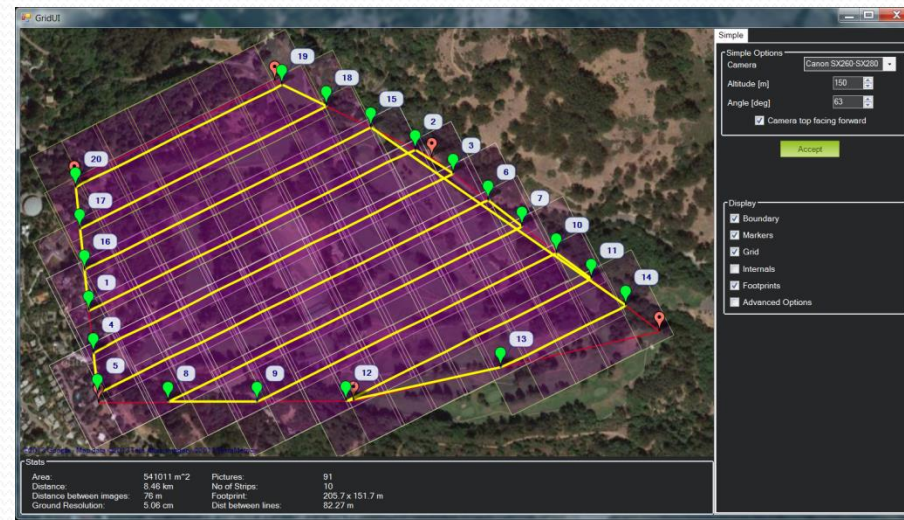 GridUI
19
18
15
2
3
20
6
7
17
10
16
11
1
14
4
13
5
8
9
12
Simple
Simple Options
Camera Canon SX260-SX280
Altitude [m] 150
Angle [deg] 63
Camera top facing forward
Accept
Display
Boundary
Markers
Grid
Internals
Footprints
Advanced Options
Stats
Area: 541011 m^2 Pictures: 91
Distance: 8.46 km No of Strips: 10
Distance between images: 76 m Footprint: 205.7 x 151.7 m
Ground Resolution: 5.06 cm Dist between lines: 82.27 m